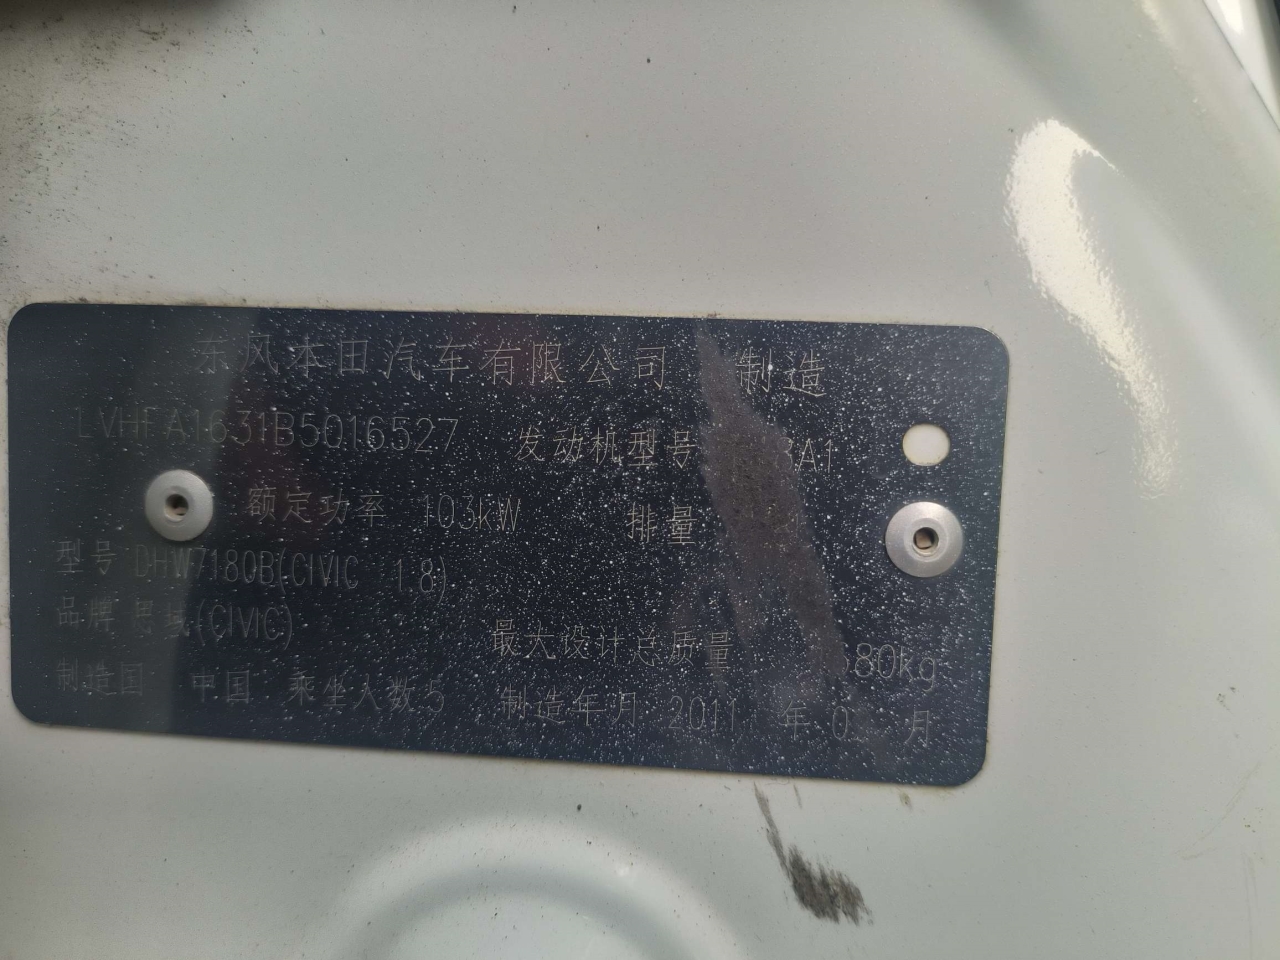 东风本田汽车有限公司 制造
LVHFA1631B5016527 发动机型号
额定功率 103kW 排量
型号 DHW7180B(CIVIC 1.8)
品牌 思域(CIVIC) 最大设计总质量
制造国 中国 乘坐人数5 制造年月 2011 年 月